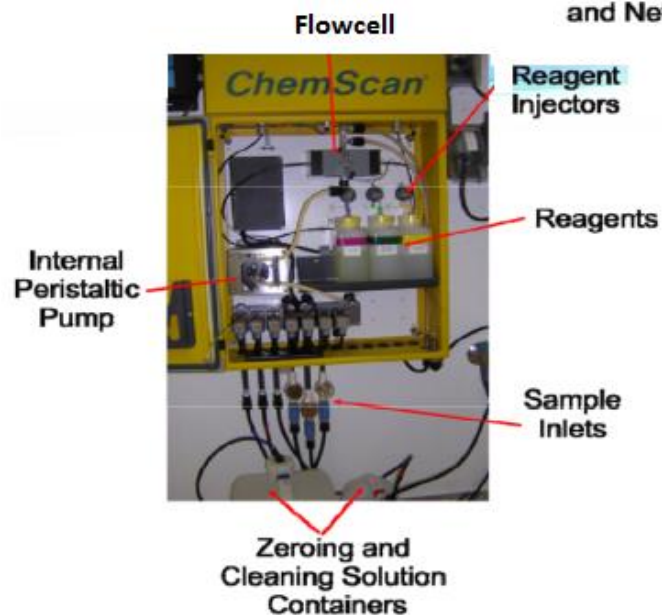 and Ne
Flowcell
ChemScan
Reagent
Injectors
Reagents
Internal
Peristaltic
Pump
Sample
Inlets
Zeroing and
Cleaning Solution
Containers